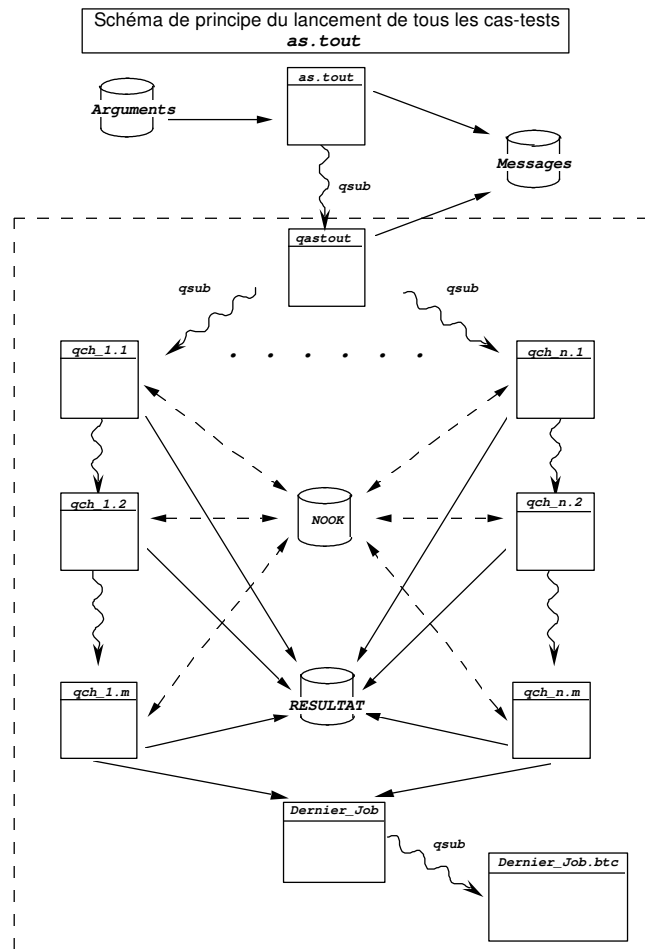 Schéma de principe du lancement de tous les cas-tests
as.tout
as.tout
Arguments
Messages
qsub
qastout
qsub
qsub
qch_1.1
qch_n.1
qch_1.2
NOOK
qch_n.2
qch_1.m
RESULTAT
qch_n.m
Dernier_Job
qsub
Dernier_Job.btc